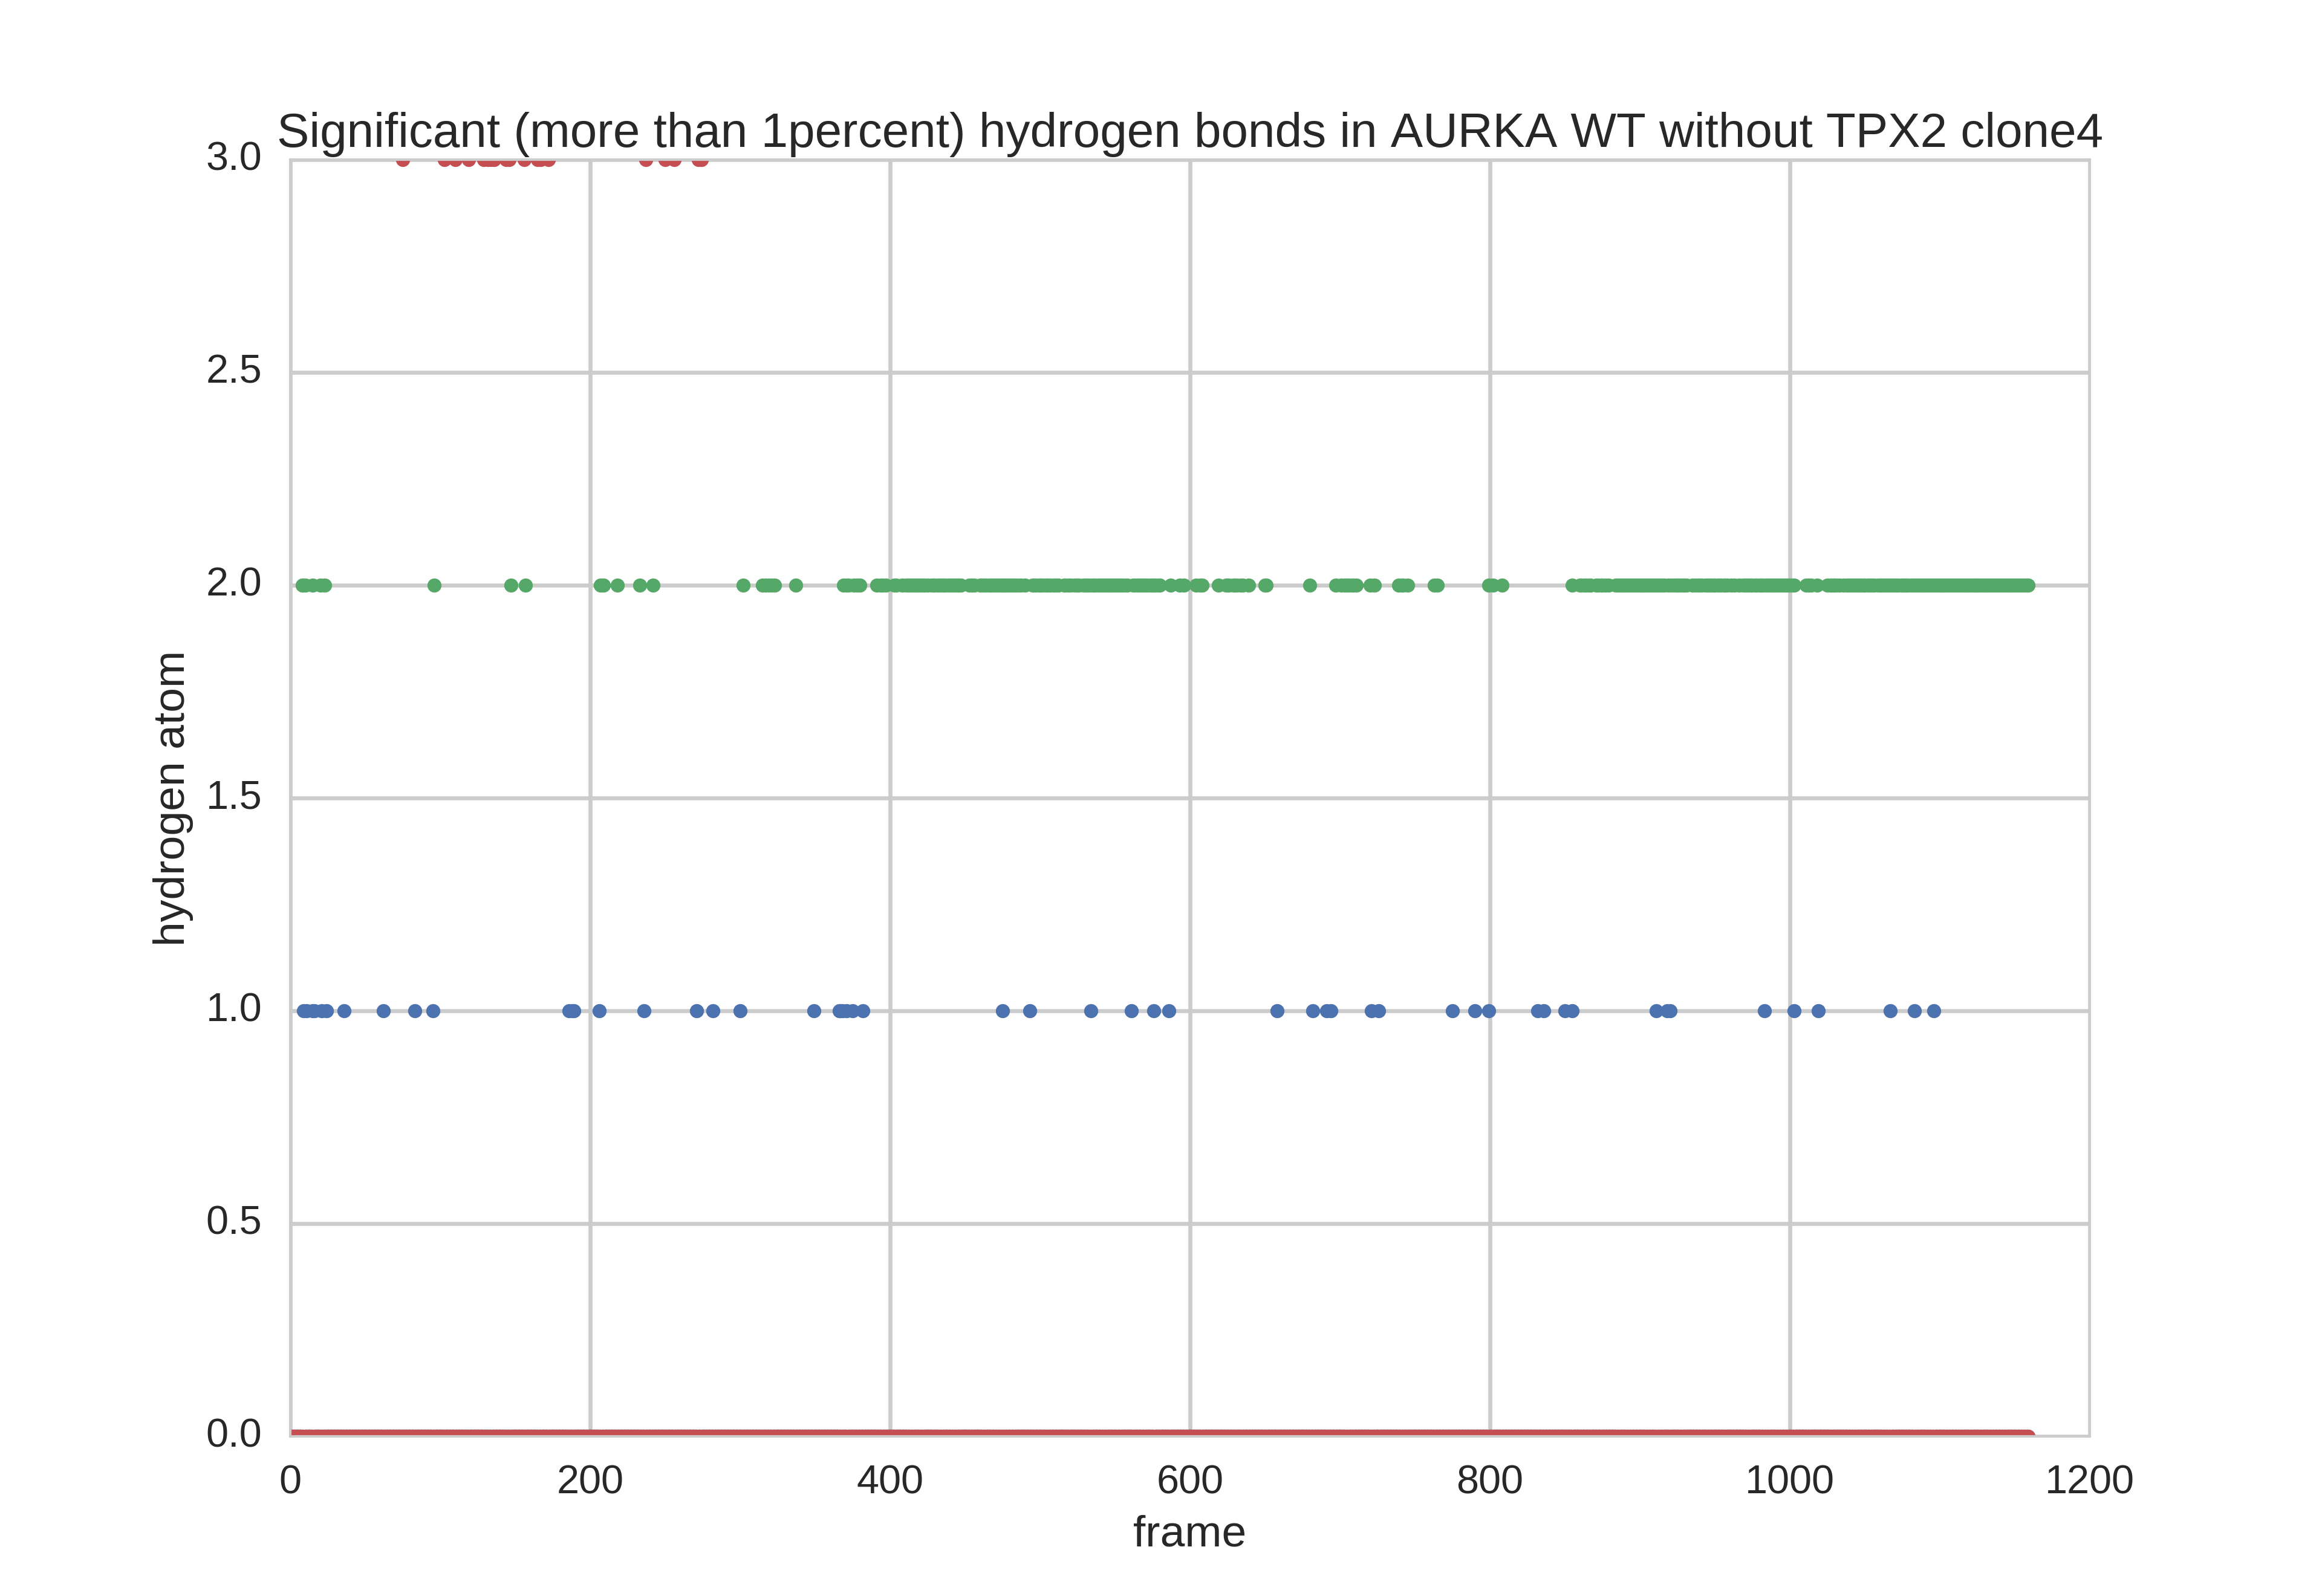 Significant (more than 1percent) hydrogen bonds in AURKA WT without TPX2 clone4
3.0
2.5
2.0
1.5
1.0
0.5
0.0
hydrogen atom
0 200 400 600 800 1000 1200
frame